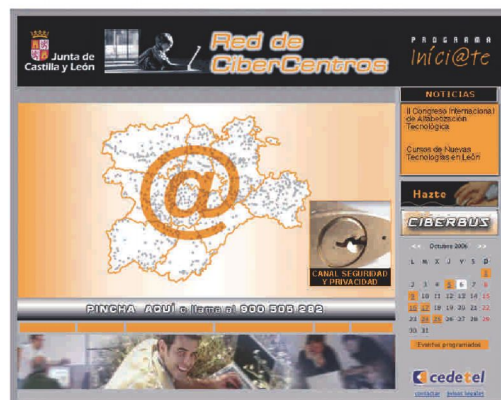 Junta de
Castilla y León
Red de
CiberCentros
PROGRAMA
Iníci@te
NOTICIAS
II Congreso Internacional
de Alfabetización
Tecnológica
Cursos de Nuevas
Tecnologías en León
Hazte
CIBERBUS
@
CANAL SEGURIDAD
Y PRIVACIDAD
PINCHA AQUÍ o llama al 900 506 282
<< Octubre 2006 >>
L M X J V S D
1
2 3 4 5 6 7 8
9 10 11 12 13 14 15
16 17 18 19 20 21 22
23 24 25 26 27 28 29
30 31
Eventos programados
cedetel
contactar avisos legales